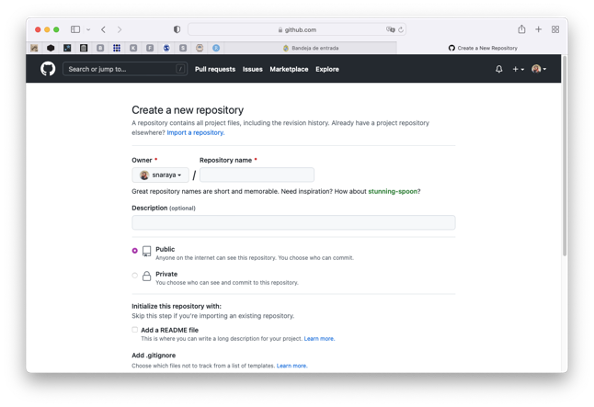 github.com
Bandeja de entrada
Create a New Repository
Search or jump to... /
Pull requests Issues Marketplace Explore
Create a new repository
A repository contains all project files, including the revision history. Already have a project repository
elsewhere? Import a repository.
Owner * Repository name *
snaraya /
Great repository names are short and memorable. Need inspiration? How about stunning-spoon?
Description (optional)
Public
Anyone on the internet can see this repository. You choose who can commit.
Private
You choose who can see and commit to this repository.
Initialize this repository with:
Skip this step if you're importing an existing repository.
Add a README file
This is where you can write a long description for your project. Learn more.
Add .gitignore
Choose which files not to track from a list of templates. Learn more.